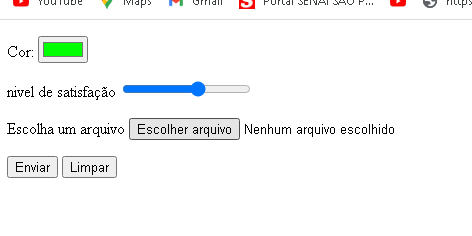 YouTube Maps Gmail Portal SENAI SÃO P... https
Cor:
nivel de satisfação
Escolha um arquivo Escolher arquivo Nenhum arquivo escolhido
Enviar Limpar